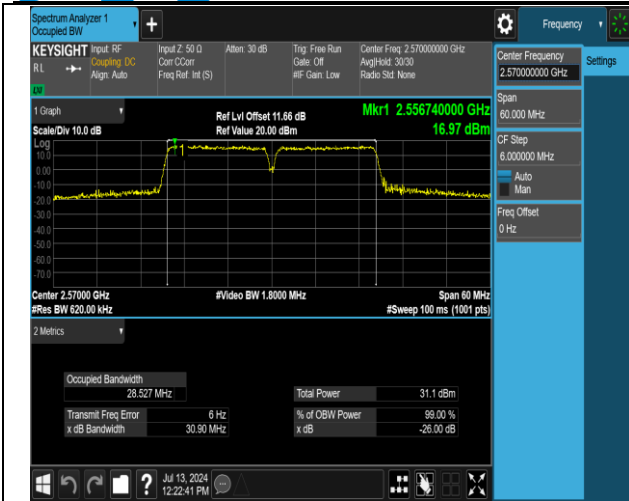 Spectrum Analyzer 1
Occupied BW
+
Frequency
KEYSIGHT
RL
Input: RF
Coupling: DC
Align: Auto
Input Z: 50 Ω
Corr CCorr
Freq Ref: Int (S)
Atten: 30 dB
Trig: Free Run
Gate: Off
#IF Gain: Low
Center Freq: 2.570000000 GHz
Avg|Hold: 30/30
Radio Std: None
Center Frequency
2.570000000 GHz
Settings
Span
60.000 MHz
CF Step
6.000000 MHz
Auto
Man
Freq Offset
0 Hz
1 Graph
Scale/Div 10.0 dB
Ref Lvl Offset 11.66 dB
Ref Value 20.00 dBm
Mkr1 2.556740000 GHz
16.97 dBm
Log
10.0
0.00
-10.0
-20.0
-30.0
-40.0
-50.0
-60.0
-70.0
1
Center 2.57000 GHz
#Video BW 1.8000 MHz
Span 60 MHz
#Res BW 620.00 kHz
#Sweep 100 ms (1001 pts)
2 Metrics
Occupied Bandwidth
28.527 MHz
Total Power 31.1 dBm
Transmit Freq Error 6 Hz
% of OBW Power 99.00 %
x dB Bandwidth 30.90 MHz
x dB -26.00 dB
?
Jul 13, 2024
12:22:41 PM